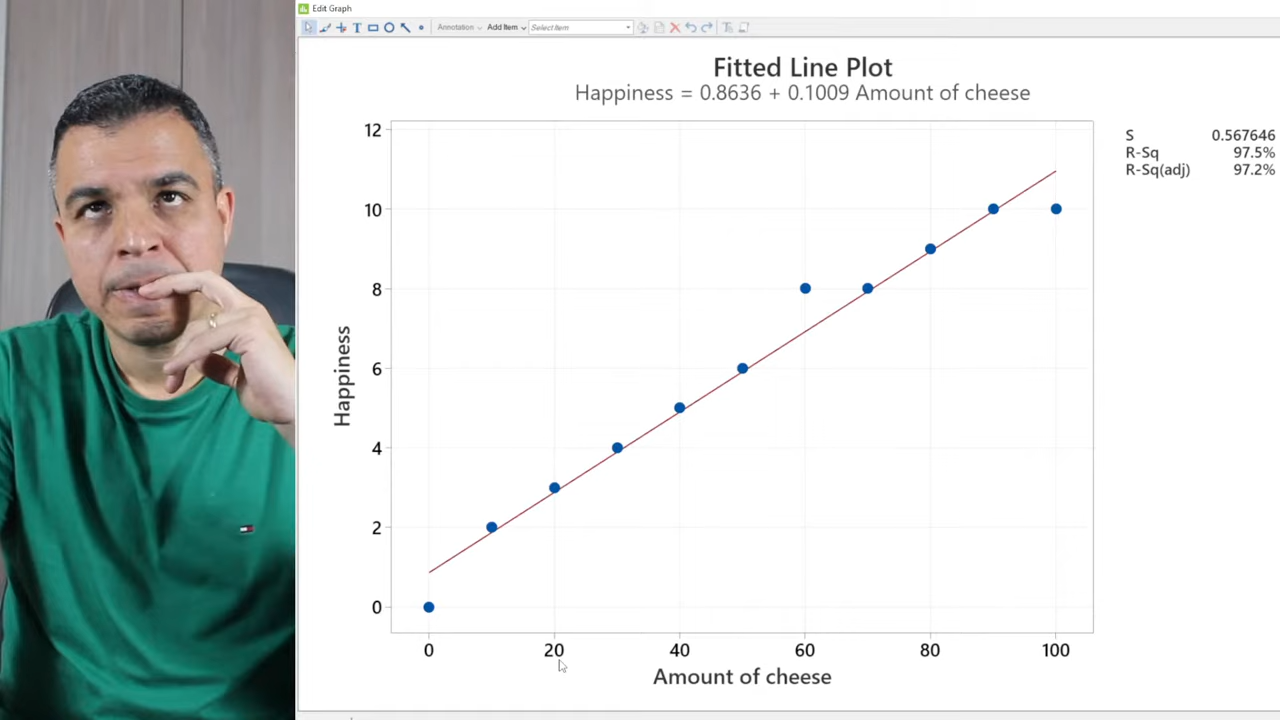 Edit Graph
Annotation Add Item Select Item
Fitted Line Plot
Happiness = 0.8636 + 0.1009 Amount of cheese
S 0.567646
R-Sq 97.5%
R-Sq(adj) 97.2%
12
10
8
6
4
2
0
Happiness
0 20 40 60 80 100
Amount of cheese